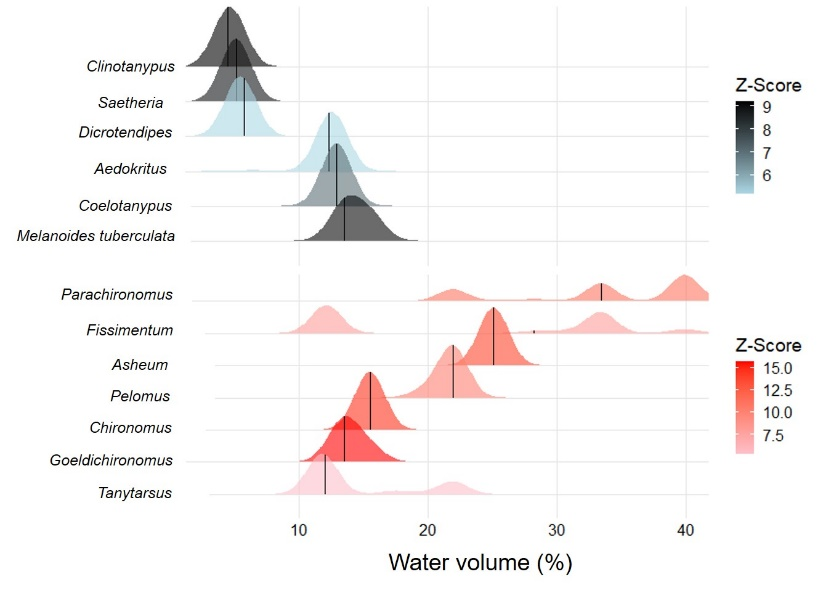 Clinotanypus
Saetheria
Dicrotendipes
Aedokritus
Coelotanypus
Melanoides tuberculata
Z-Score
9
8
7
6
Parachironomus
Fissimentum
Asheum
Pelomus
Chironomus
Goeldichironomus
Tanytarsus
Z-Score
15.0
12.5
10.0
7.5
10 20 30 40
Water volume (%)